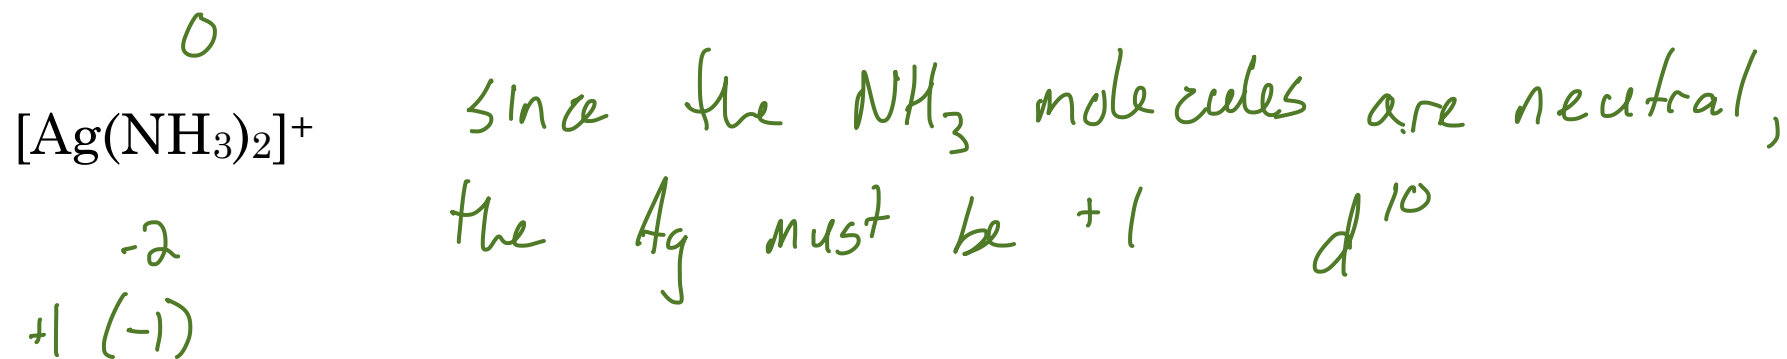 0
[Ag(NH₃)₂]⁺
-2
+1 (-1)
since the NH₃ molecules are neutral,
the Ag must be +1 d¹⁰